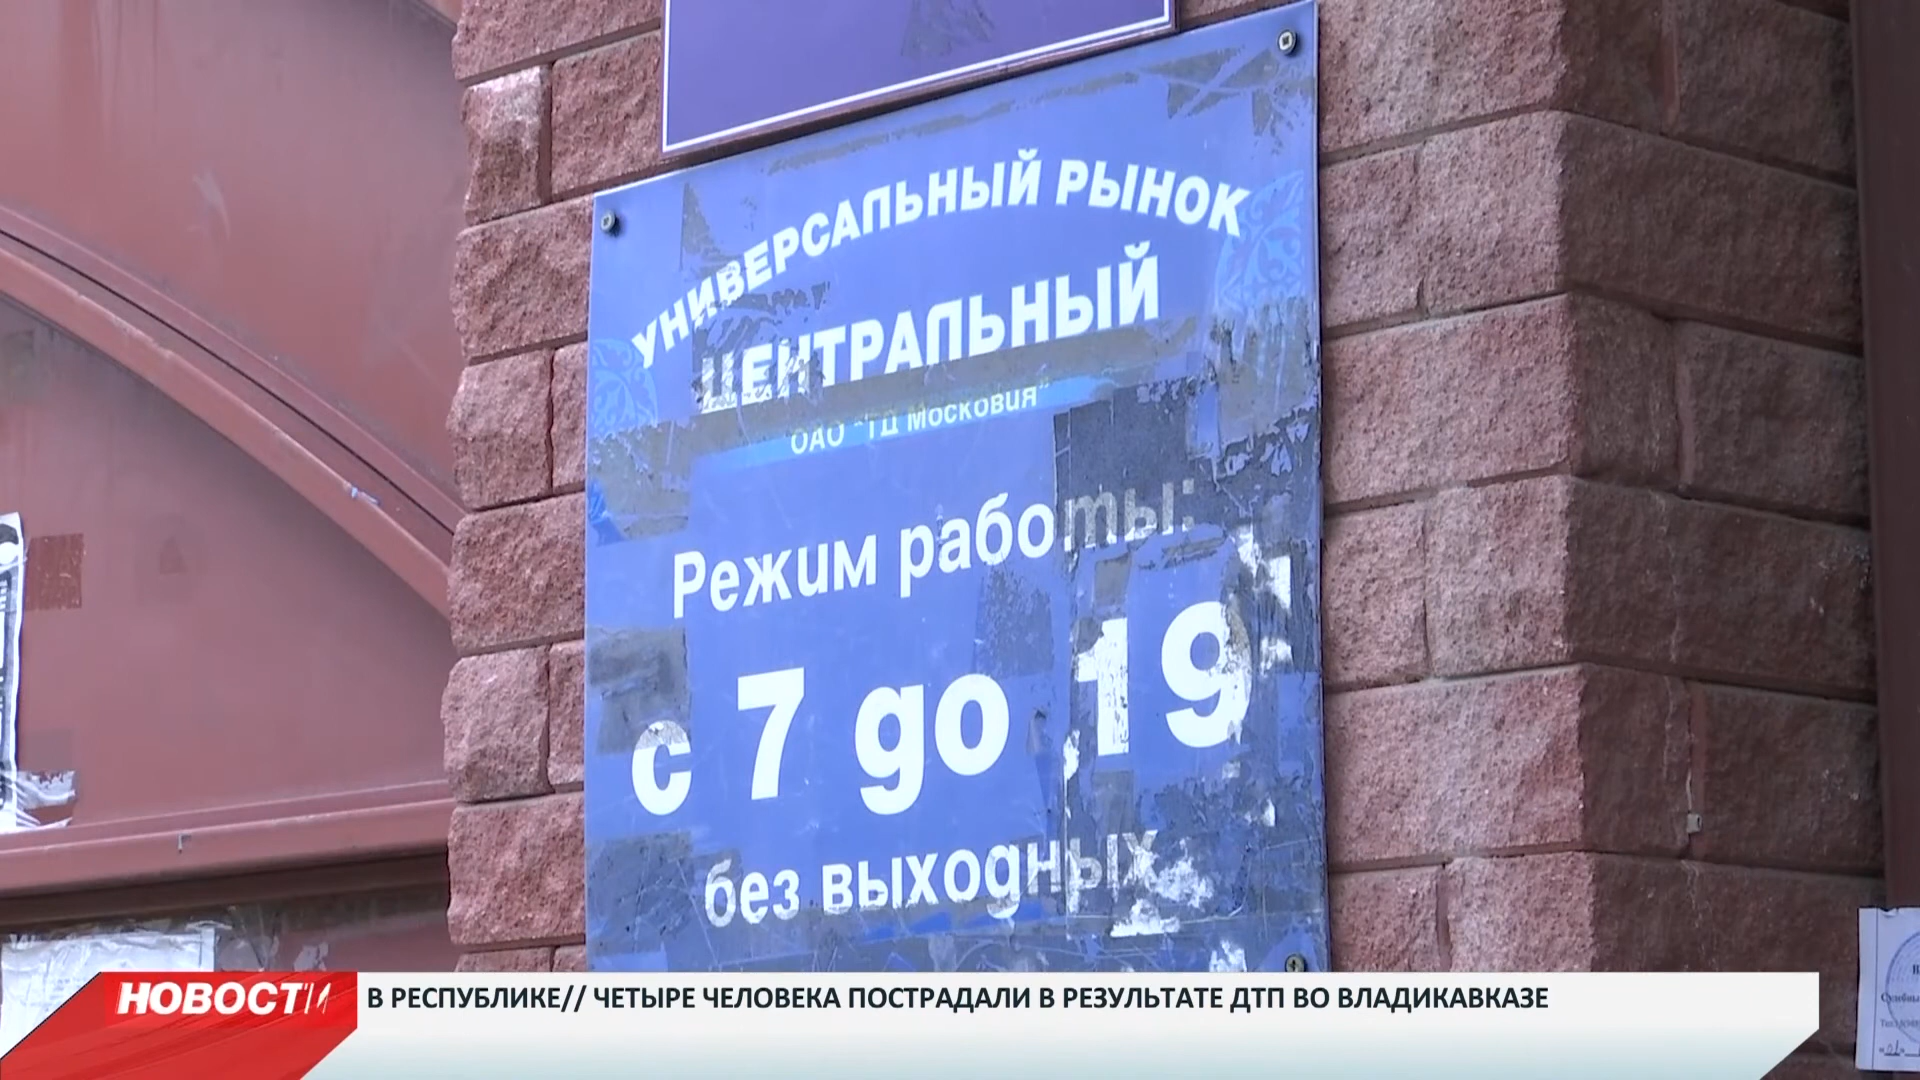 УНИВЕРСАЛЬНЫЙ РЫНОК
ЦЕНТРАЛЬНЫЙ
ОАО "ТД Московия"
Режим работы:
с 7 до 19
без выходных
НОВОСТИ
В РЕСПУБЛИКЕ// ЧЕТЫРЕ ЧЕЛОВЕКА ПОСТРАДАЛИ В РЕЗУЛЬТАТЕ ДТП ВО ВЛАДИКАВКАЗЕ